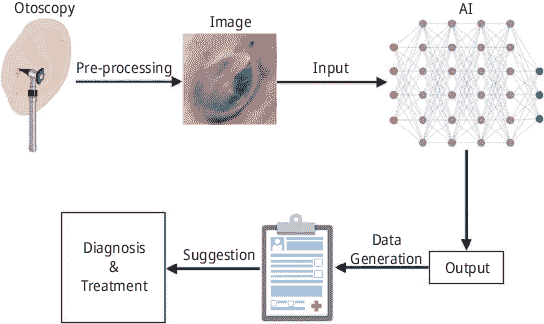 Otoscopy
Image
AI
Pre-processing
Input
Diagnosis
&
Treatment
Suggestion
Data
Generation
Output